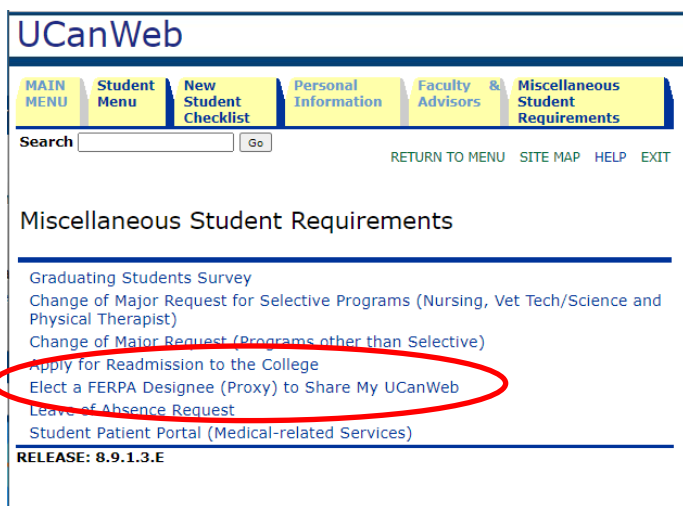 UCanWeb
MAIN MENU
Student Menu
New Student Checklist
Personal Information
Faculty & Advisors
Miscellaneous Student Requirements
Search
Go
RETURN TO MENU SITE MAP HELP EXIT
Miscellaneous Student Requirements
Graduating Students Survey
Change of Major Request for Selective Programs (Nursing, Vet Tech/Science and
Physical Therapist)
Change of Major Request (Programs other than Selective)
Apply for Readmission to the College
Elect a FERPA Designee (Proxy) to Share My UCanWeb
Leave of Absence Request
Student Patient Portal (Medical-related Services)
RELEASE: 8.9.1.3.E